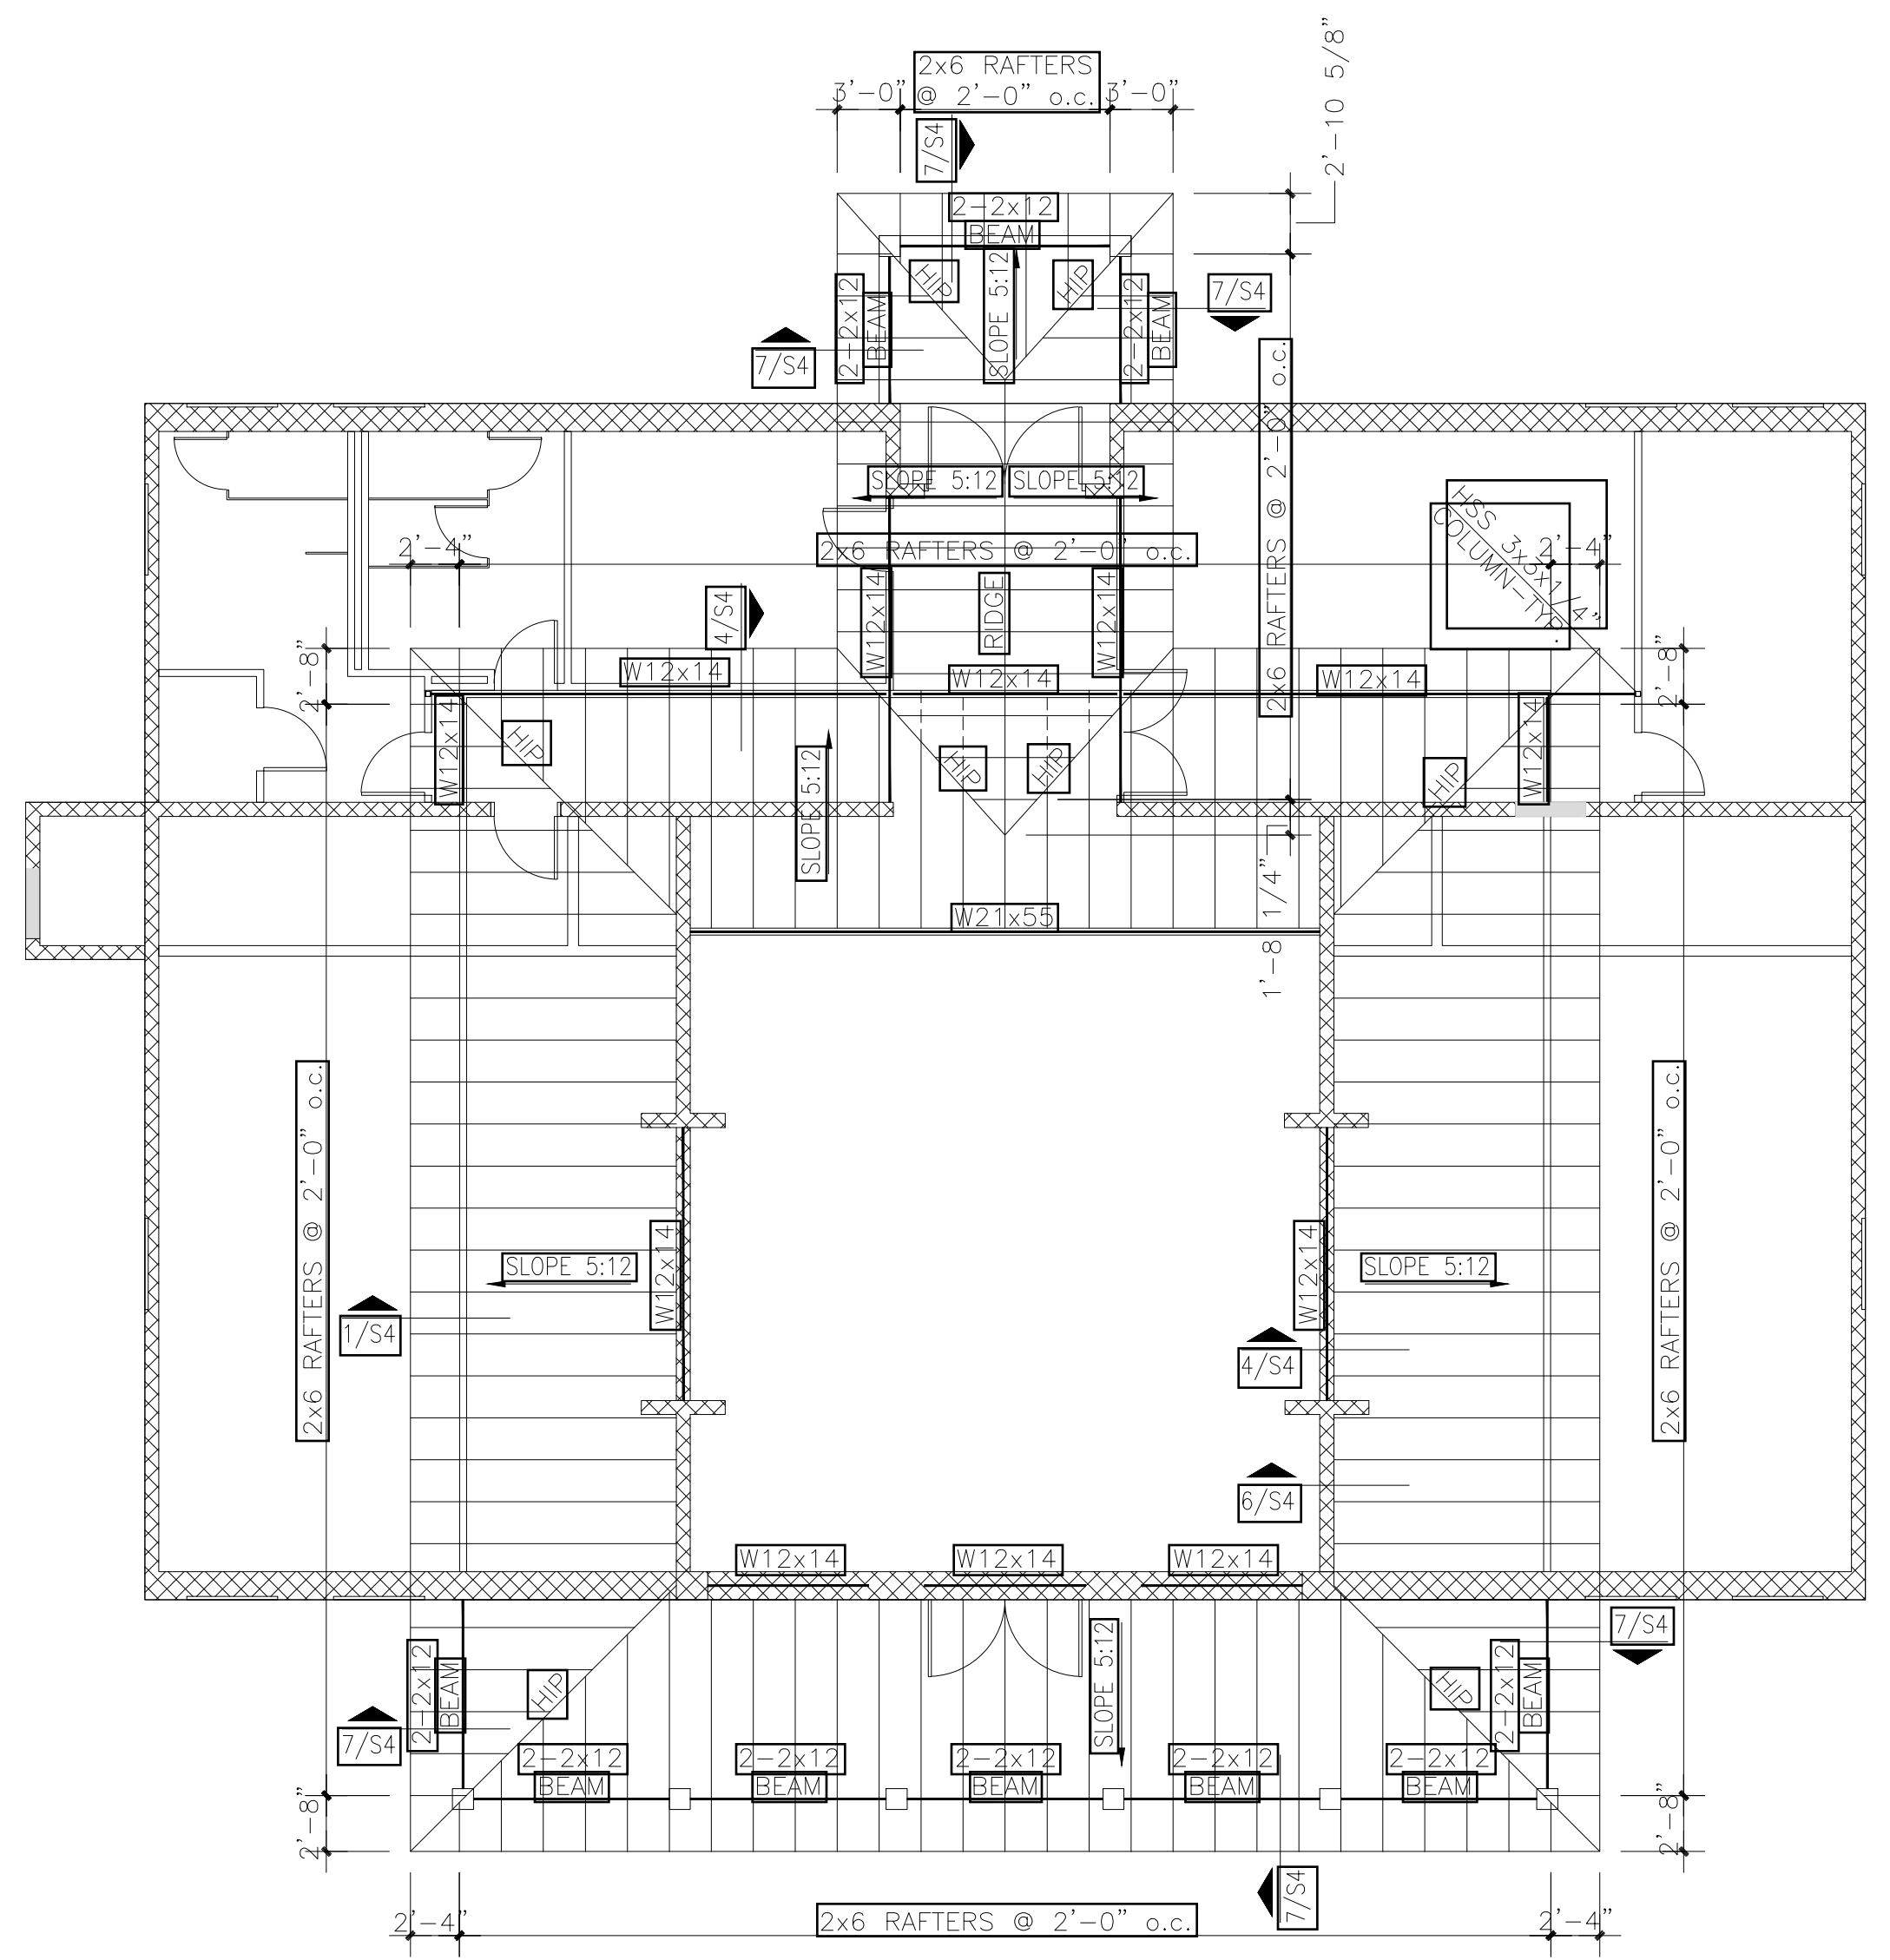 2x6 RAFTERS
@ 2'-0" o.c.
3'-0"
3'-0"
2'-10 5/8"
7/S4
2-2x12
BEAM
HIP
SLOPE 5:12
HIP
2-2x12
BEAM
2-2x12
BEAM
7/S4
7/S4
2x6 RAFTERS @ 2'-0" o.c.
SLOPE 5:12
SLOPE 5:12
2x6 RAFTERS @ 2'-0" o.c.
2'-4"
HSS 3x3x1/4"
COLUMN-TYP.
2'-4"
4/S4
W12x14
RIDGE
W12x14
2'-8"
W12x14
W12x14
W12x14
2'-8"
W12x14
HIP
SLOPE 5:12
HIP
HIP
HIP
W12x14
W21x55
1'-8 1/4"
2x6 RAFTERS @ 2'-0" o.c.
2x6 RAFTERS @ 2'-0" o.c.
W12x14
SLOPE 5:12
W12x14
SLOPE 5:12
1/S4
4/S4
6/S4
W12x14
W12x14
W12x14
7/S4
2-2x12
BEAM
HIP
SLOPE 5:12
HIP
2-2x12
BEAM
7/S4
2-2x12
BEAM
2-2x12
BEAM
2-2x12
BEAM
2-2x12
BEAM
2-2x12
BEAM
2'-8"
2'-8"
7/S4
2'-4"
2x6 RAFTERS @ 2'-0" o.c.
2'-4"